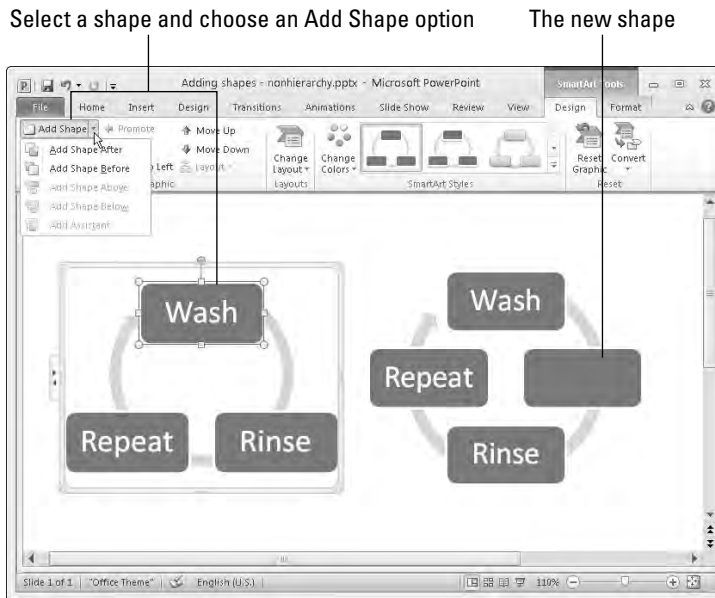 Select a shape and choose an Add Shape option
The new shape
Adding shapes – nonhierarchy.pptx - Microsoft PowerPoint
SmartArt Tools
File Home Insert Design Transitions Animations Slide Show Review View Design Format
Add Shape Promote Move Up
Add Shape After Move Down
Add Shape Before to Left Layout
Add Shape Above
Add Shape Below
Add Assistant
Change Layout
Change Colors
Reset Graphic
Convert
Layouts
SmartArt Styles
Reset
Wash
Repeat
Rinse
Wash
Repeat
Rinse
Slide 1 of 1 "Office Theme" English (U.S.) 110%